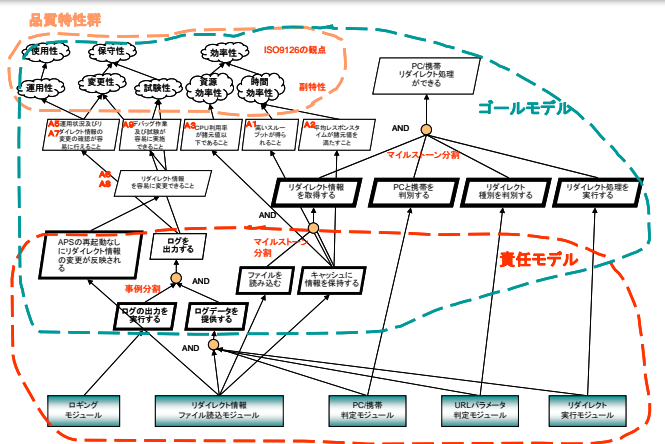 品質特性群
使用性
保守性
効率性
ISO9126の観点
運用性
変更性
試験性
資源
効率性
時間
効率性
副特性
PC/携帯
リダイレクト処理
ができる
ゴールモデル
A5
A7
運用状況及びリ
ダイレクト情報の
変更の確認が容
易に行えること
デバッグ作業
及び試験が
容易に実施
できること
A3
CPU利用率
が諸元値以
下であること
A1
高いスルー
プットが得ら
れること
A2
平均レスポンスタ
イムが諸元値を
満たすこと
AND
マイルストーン分割
リダイレクト情報
を容易に変更できること
リダイレクト情報
を取得する
PCと携帯を
判別する
リダイレクト
種別を判別する
リダイレクト処理を
実行する
AND
マイルストーン
分割
APSの再起動なし
にリダイレクト情報
の変更が反映され
る
ログを
出力する
責任モデル
AND
事例分割
ファイルを
読み込む
キャッシュに
情報を保持する
ログの出力を
実行する
ログデータを
提供する
AND
ロギング
モジュール
リダイレクト情報
ファイル読込モジュール
PC/携帯
判定モジュール
URLパラメータ
判定モジュール
リダイレクト
実行モジュール